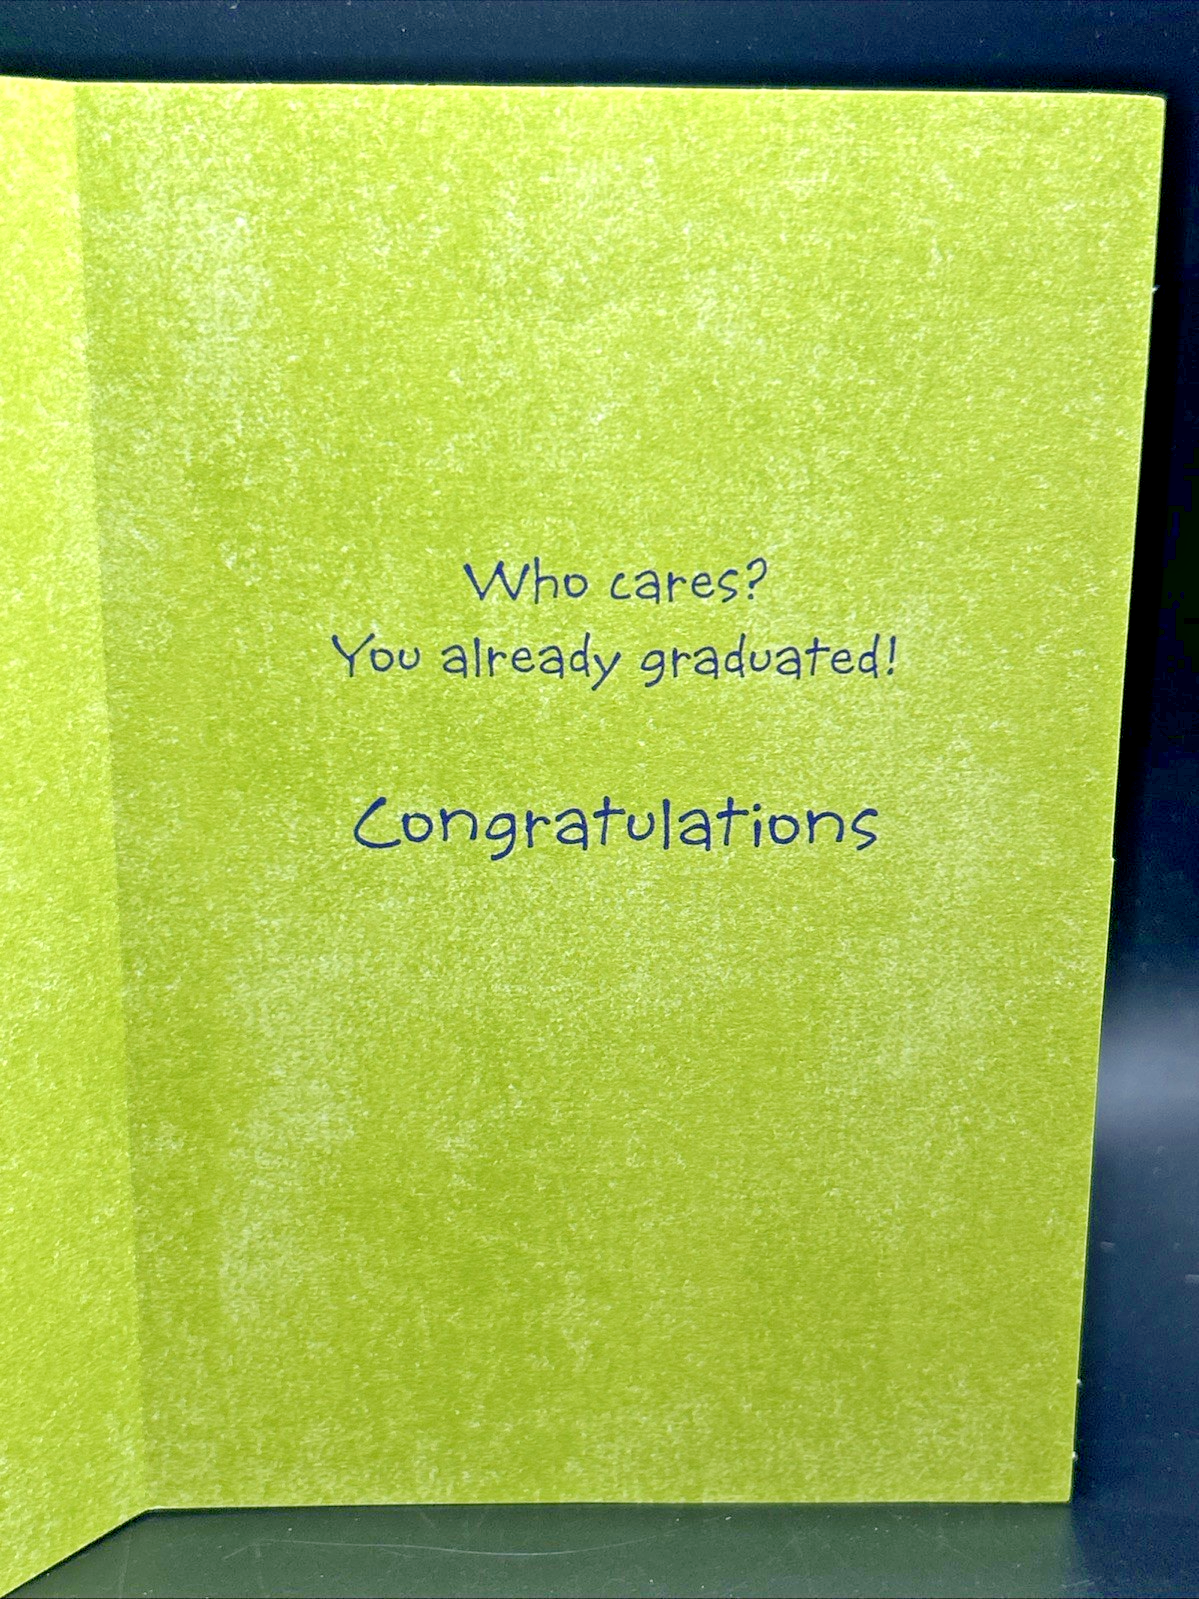 Who cares?
You already graduated!
Congratulations